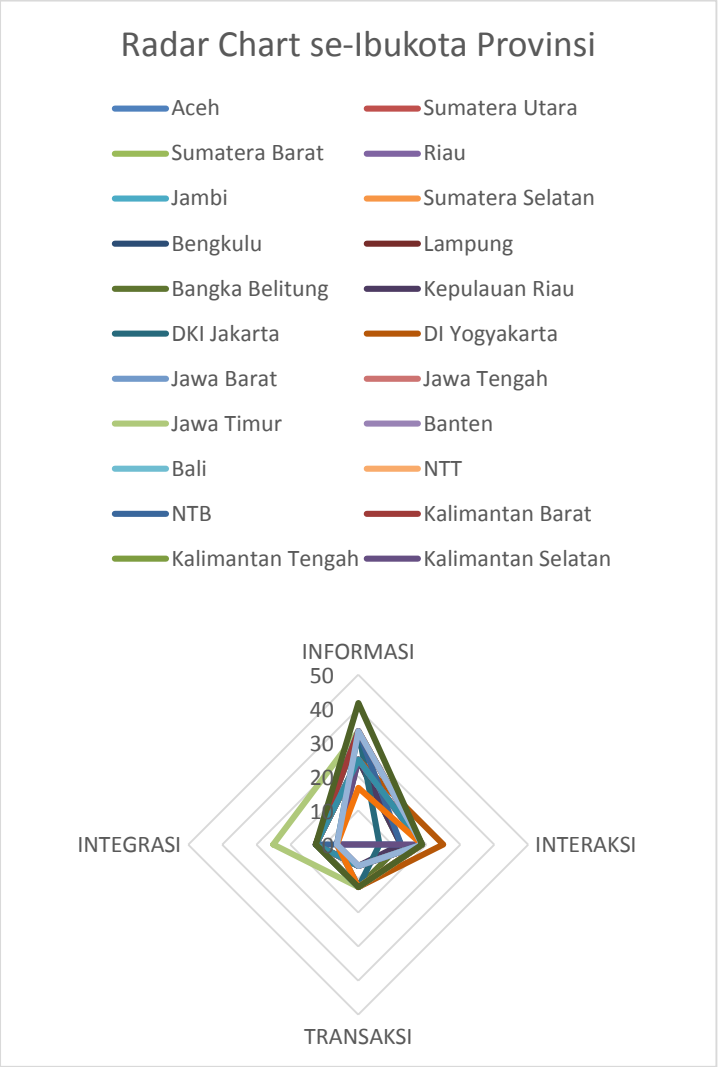 Radar Chart se-Ibukota Provinsi
Aceh Sumatera Utara
Sumatera Barat Riau
Jambi Sumatera Selatan
Bengkulu Lampung
Bangka Belitung Kepulauan Riau
DKI Jakarta DI Yogyakarta
Jawa Barat Jawa Tengah
Jawa Timur Banten
Bali NTT
NTB Kalimantan Barat
Kalimantan Tengah Kalimantan Selatan
INFORMASI
50
40
30
20
10
0
INTEGRASI INTERAKSI
TRANSAKSI